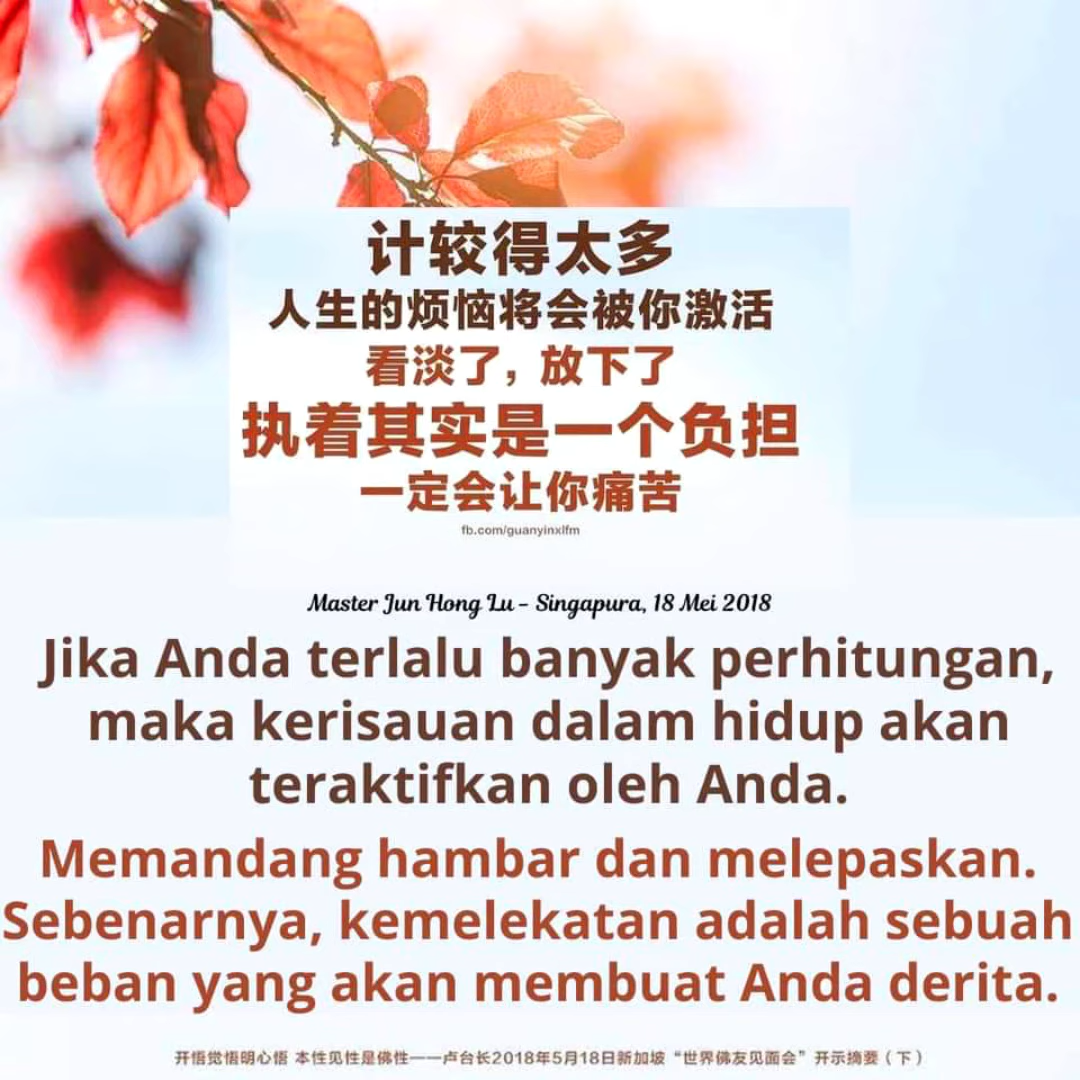 计较得太多
人生的烦恼将会被你激活
看淡了，放下了
执着其实是一个负担
一定会让你痛苦
fb.com/guanyinxlfm
Master Jun Hong Lu - Singapura, 18 Mei 2018
Jika Anda terlalu banyak perhitungan,
maka kerisauan dalam hidup akan
teraktifkan oleh Anda.
Memandang hambar dan melepaskan.
Sebenarnya, kemelekatan adalah sebuah
beban yang akan membuat Anda derita.
开悟觉悟明心悟 本性见性是佛性——卢台长2018年5月18日新加坡“世界佛友见面会”开示摘要（下）